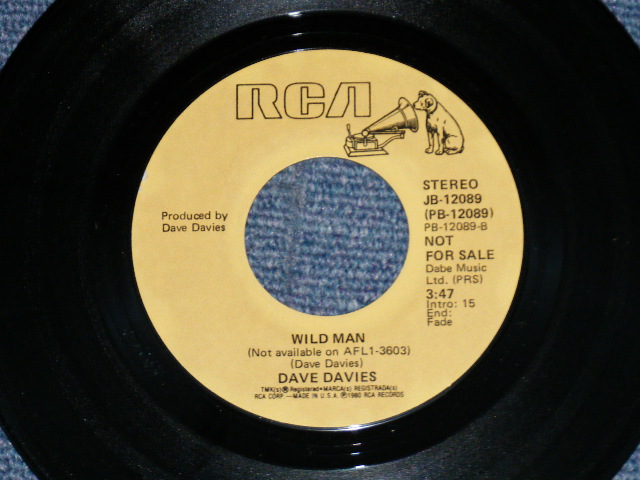 RCA
STEREO
JB-12089
(PB-12089)
PB-12089-B
NOT
FOR SALE
Dabe Music
Ltd. (PRS)
3:47
Intro: 15
End:
Fade
Produced by
Dave Davies
WILD MAN
(Not available on AFL1-3603)
(Dave Davies)
DAVE DAVIES
TMK(s) ® Registered • MARCA(s) REGISTRADA(s)
RCA CORP — MADE IN U.S.A. ℗ 1980 RCA RECORDS